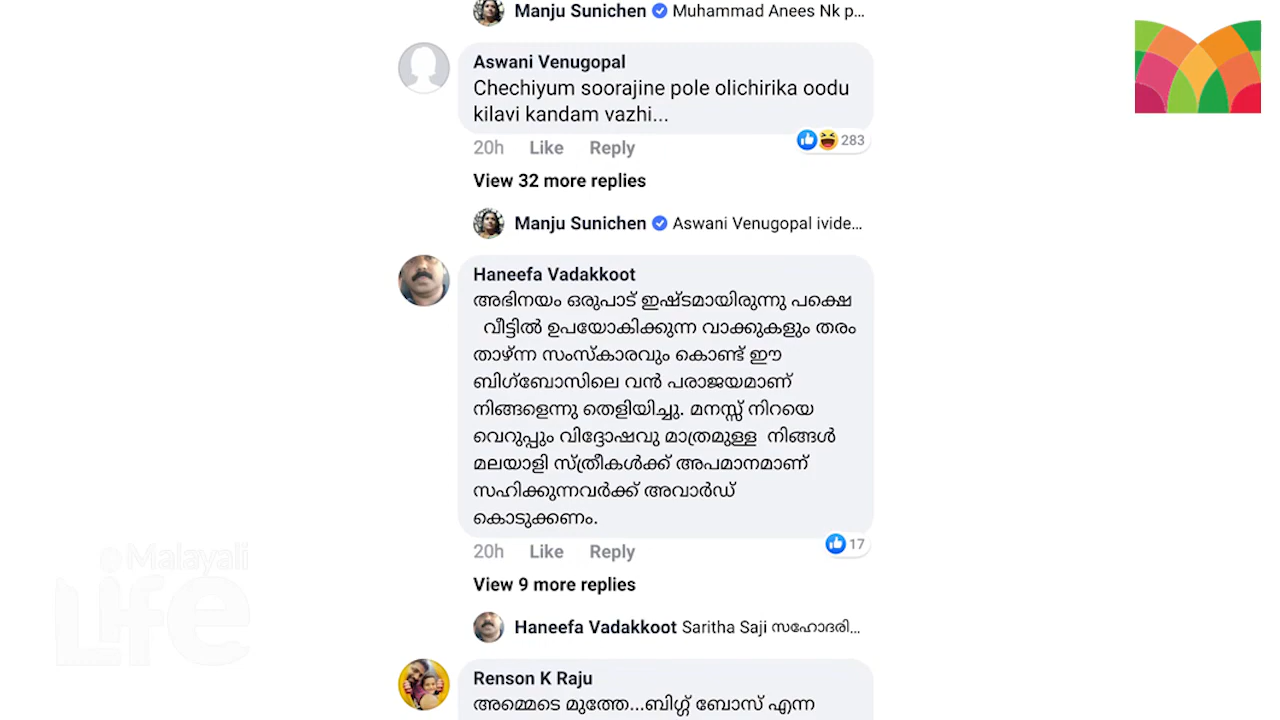 Manju Sunichen Muhammad Anees Nk p...
Aswani Venugopal
Chechiyum soorajine pole olichirika oodu
kilavi kandam vazhi...
20h Like Reply 283
View 32 more replies
Manju Sunichen Aswani Venugopal ivide...
Haneefa Vadakkoot
അഭിനയം ഒരുപാട് ഇഷ്ടമായിരുന്നു പക്ഷെ
വീട്ടിൽ ഉപയോകിക്കുന്ന വാക്കുകളും തരം
താഴ്ന്ന സംസ്കാരവും കൊണ്ട് ഈ
ബിഗ്ബോസിലെ വൻ പരാജയമാണ്
നിങ്ങളെന്നു തെളിയിച്ചു. മനസ്സ് നിറയെ
വെറുപ്പും വിദ്ദോഷവു മാത്രമുള്ള നിങ്ങൾ
മലയാളി സ്ത്രീകൾക്ക് അപമാനമാണ്
സഹിക്കുന്നവർക്ക് അവാർഡ്
കൊടുക്കണം.
20h Like Reply 17
View 9 more replies
Haneefa Vadakkoot Saritha Saji സഹോദരി...
Renson K Raju
അമ്മെടെ മുത്തേ...ബിഗ്ഗ് ബോസ് എന്ന
Malayali
Life